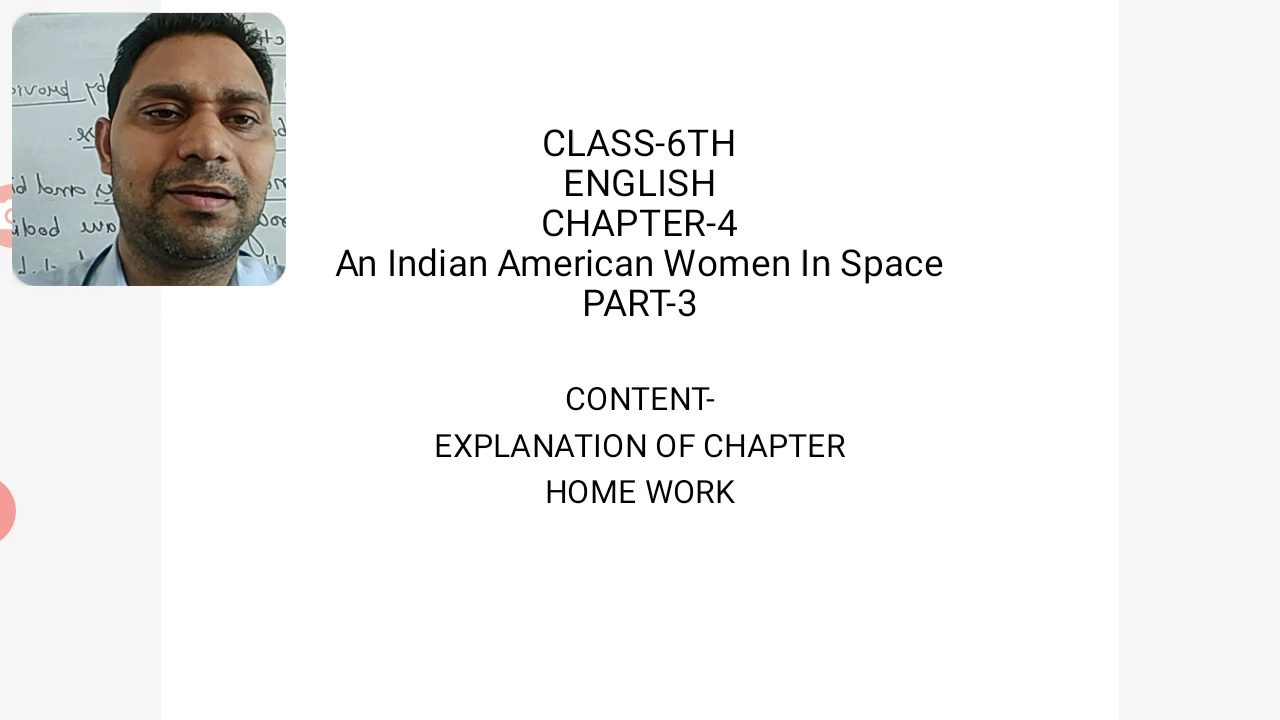 CLASS-6TH
ENGLISH
CHAPTER-4
An Indian American Women In Space
PART-3
CONTENT-
EXPLANATION OF CHAPTER
HOME WORK